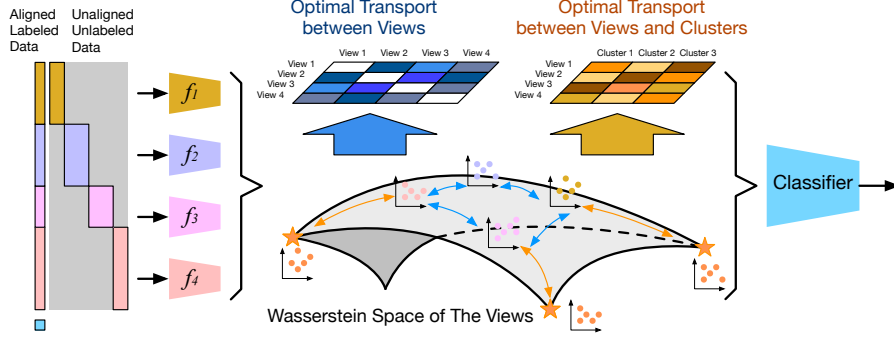 Aligned
Labeled
Data
Unaligned
Unlabeled
Data
f1
f2
f3
f4
Optimal Transport
between Views
View 1 View 2 View 3 View 4
View 1
View 2
View 3
View 4
Optimal Transport
between Views and Clusters
Cluster 1 Cluster 2 Cluster 3
View 1
View 2
View 3
View 4
Wasserstein Space of The Views
Classifier